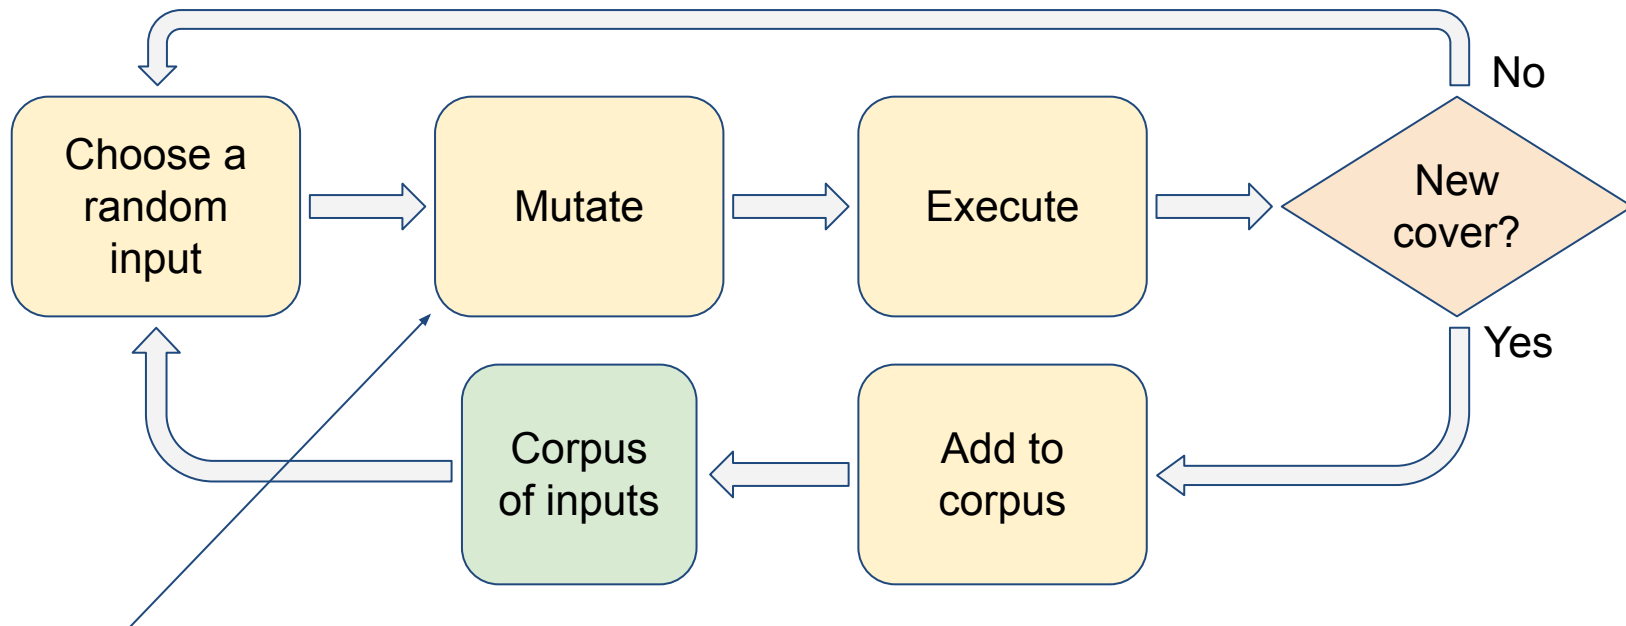 No
Choose a
random
input
Mutate
Execute
New
cover?
Yes
Corpus
of inputs
Add to
corpus